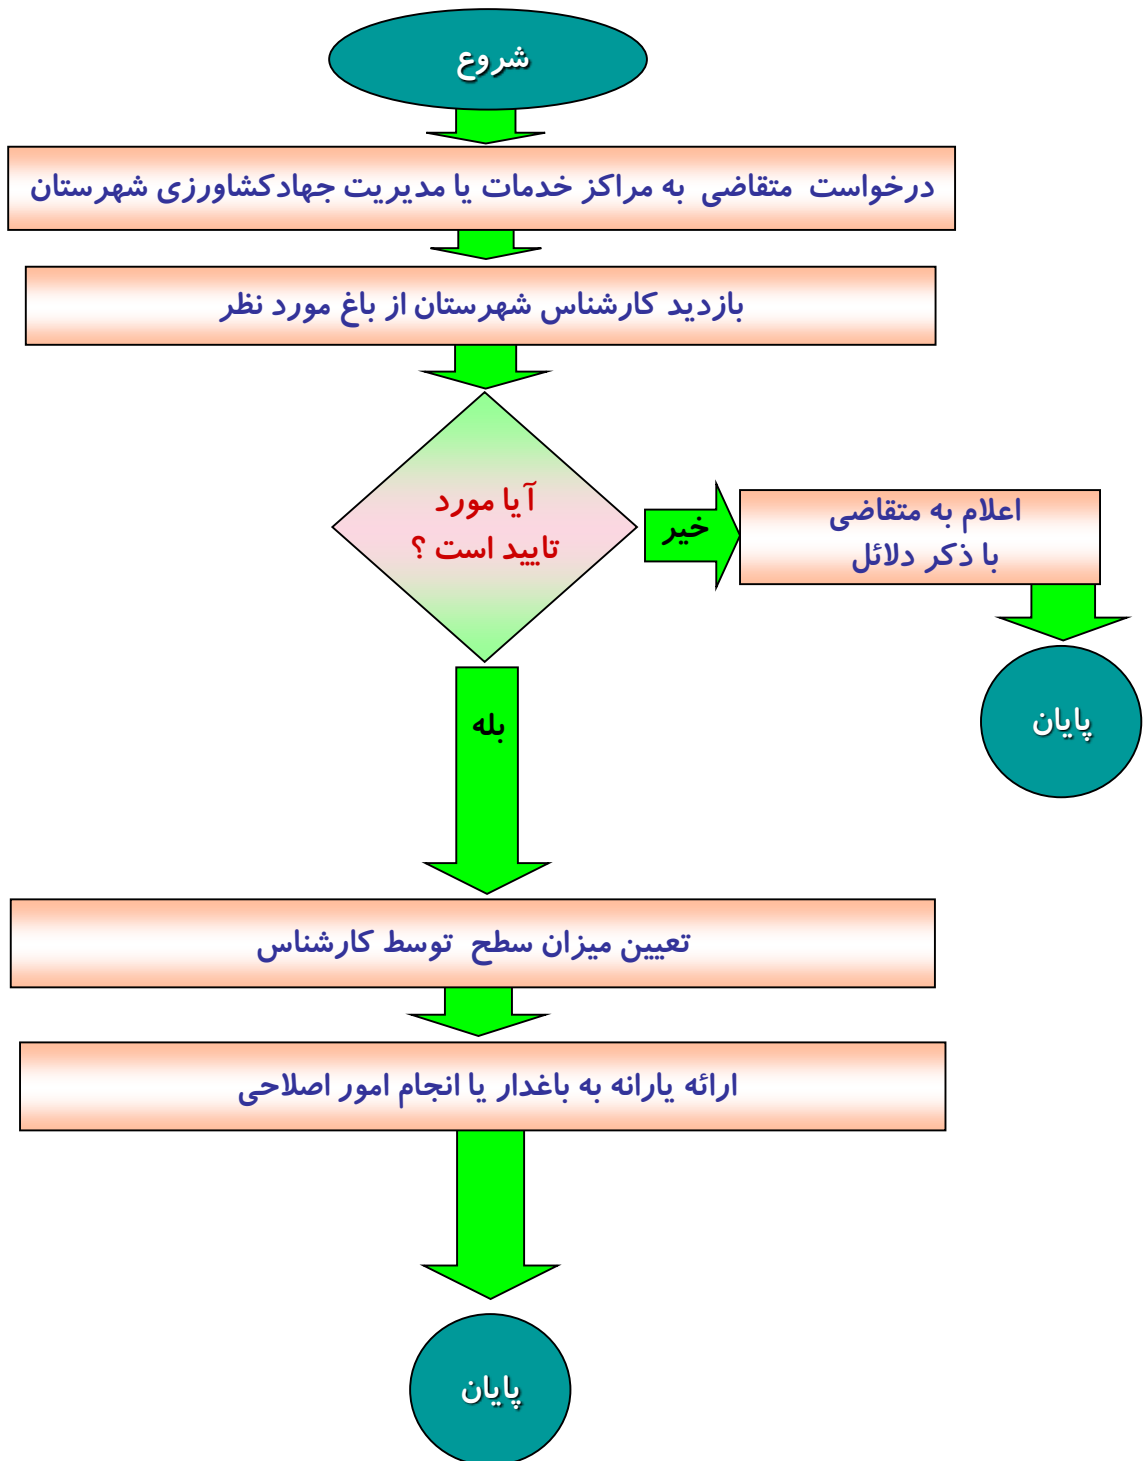 شروع
درخواست متقاضی به مراکز خدمات یا مدیریت جهادکشاورزی شهرستان
بازدید کارشناس شهرستان از باغ مورد نظر
آیا مورد
تایید است ؟
خیر
اعلام به متقاضی
با ذکر دلائل
پایان
بله
تعیین میزان سطح توسط کارشناس
ارائه یارانه به باغدار یا انجام امور اصلاحی
پایان